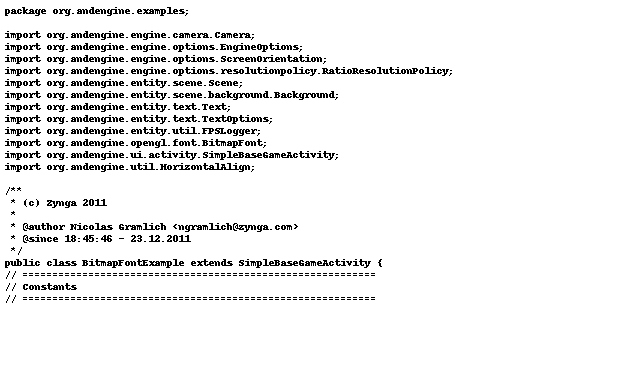 package org.andengine.examples;

import org.andengine.engine.camera.Camera;
import org.andengine.engine.options.EngineOptions;
import org.andengine.engine.options.ScreenOrientation;
import org.andengine.engine.options.resolutionpolicy.RatioResolutionPolicy;
import org.andengine.entity.scene.Scene;
import org.andengine.entity.scene.background.Background;
import org.andengine.entity.text.Text;
import org.andengine.entity.text.TextOptions;
import org.andengine.entity.util.FPSLogger;
import org.andengine.opengl.font.BitmapFont;
import org.andengine.ui.activity.SimpleBaseGameActivity;
import org.andengine.util.HorizontalAlign;

/**
 * (c) Zynga 2011
 *
 * @author Nicolas Gramlich <ngramlich@zynga.com>
 * @since 18:45:46 - 23.12.2011
 */
public class BitmapFontExample extends SimpleBaseGameActivity {
// ===========================================================
// Constants
// ===========================================================